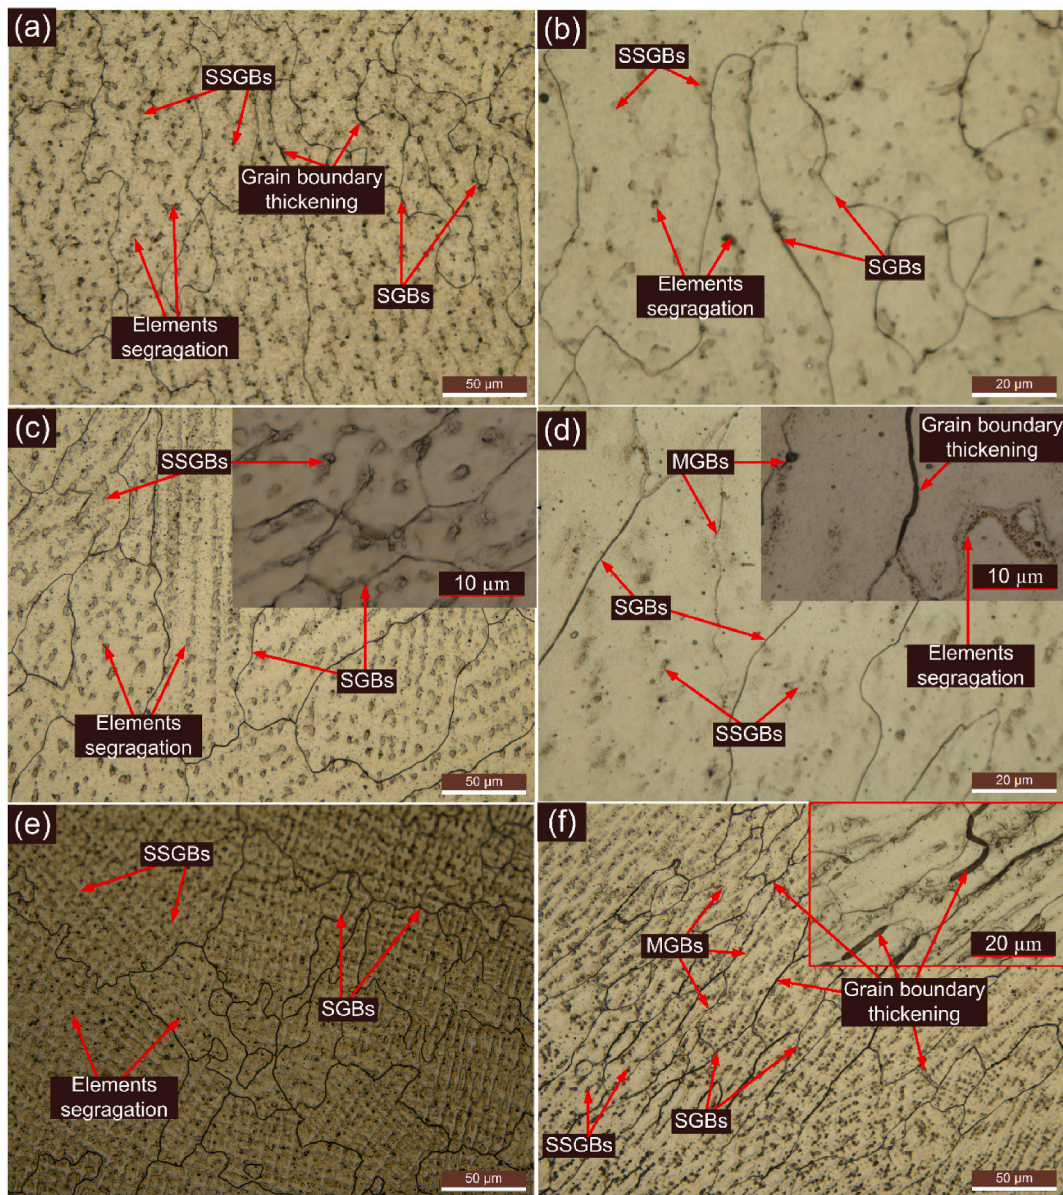 (a)
SSGBs
Grain boundary
thickening
SGBs
Elements
segragation
50 µm
(b)
SSGBs
SGBs
Elements
segragation
20 µm
(c)
SSGBs
10 µm
SGBs
Elements
segragation
50 µm
(d)
MGBs
Grain boundary
thickening
10 µm
SGBs
Elements
segragation
SSGBs
20 µm
(e)
SSGBs
SGBs
Elements
segragation
50 µm
(f)
20 µm
MGBs
Grain boundary
thickening
SGBs
SSGBs
50 µm